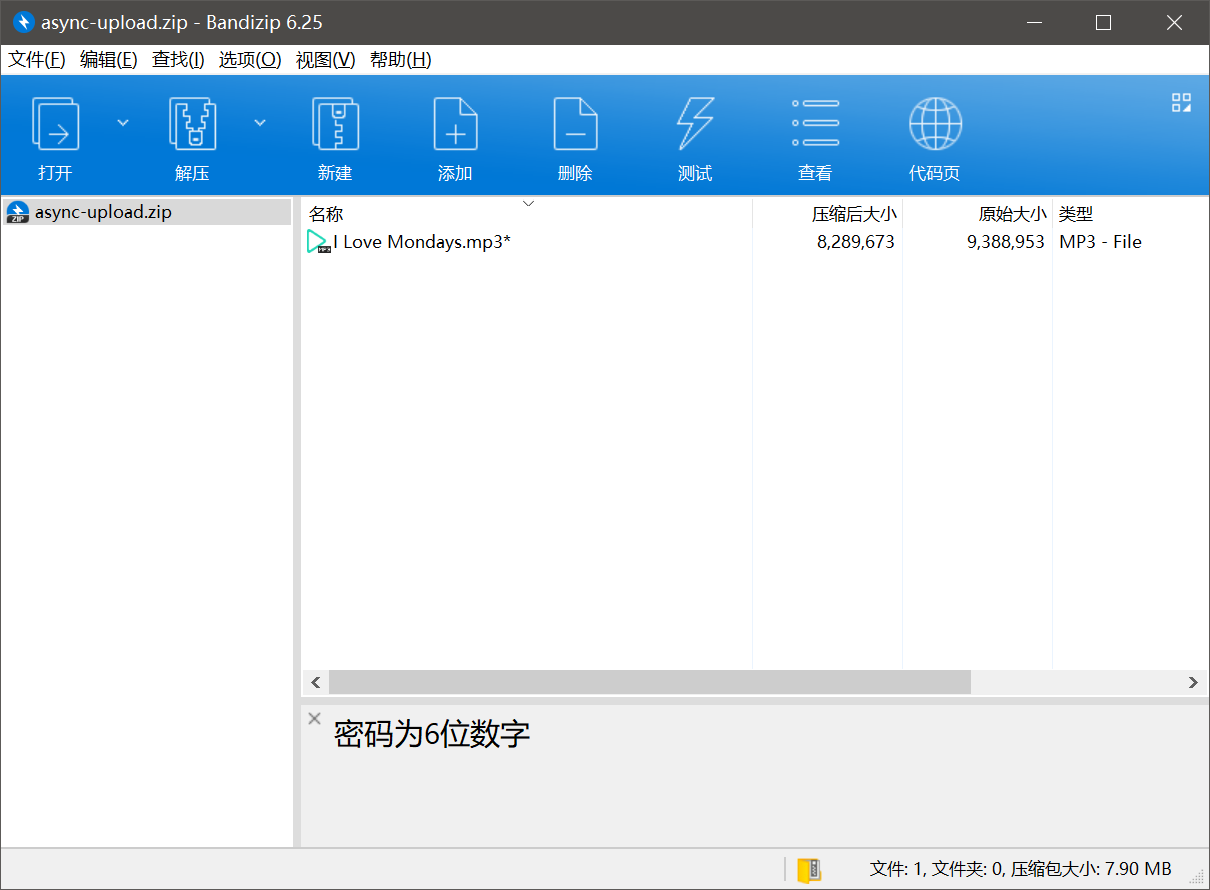 async-upload.zip - Bandizip 6.25
文件(F) 编辑(E) 查找(I) 选项(O) 视图(V) 帮助(H)
打开 解压 新建 添加 删除 测试 查看 代码页
async-upload.zip
名称 压缩后大小 原始大小 类型
I Love Mondays.mp3* 8,289,673 9,388,953 MP3 - File
密码为6位数字
文件: 1, 文件夹: 0, 压缩包大小: 7.90 MB